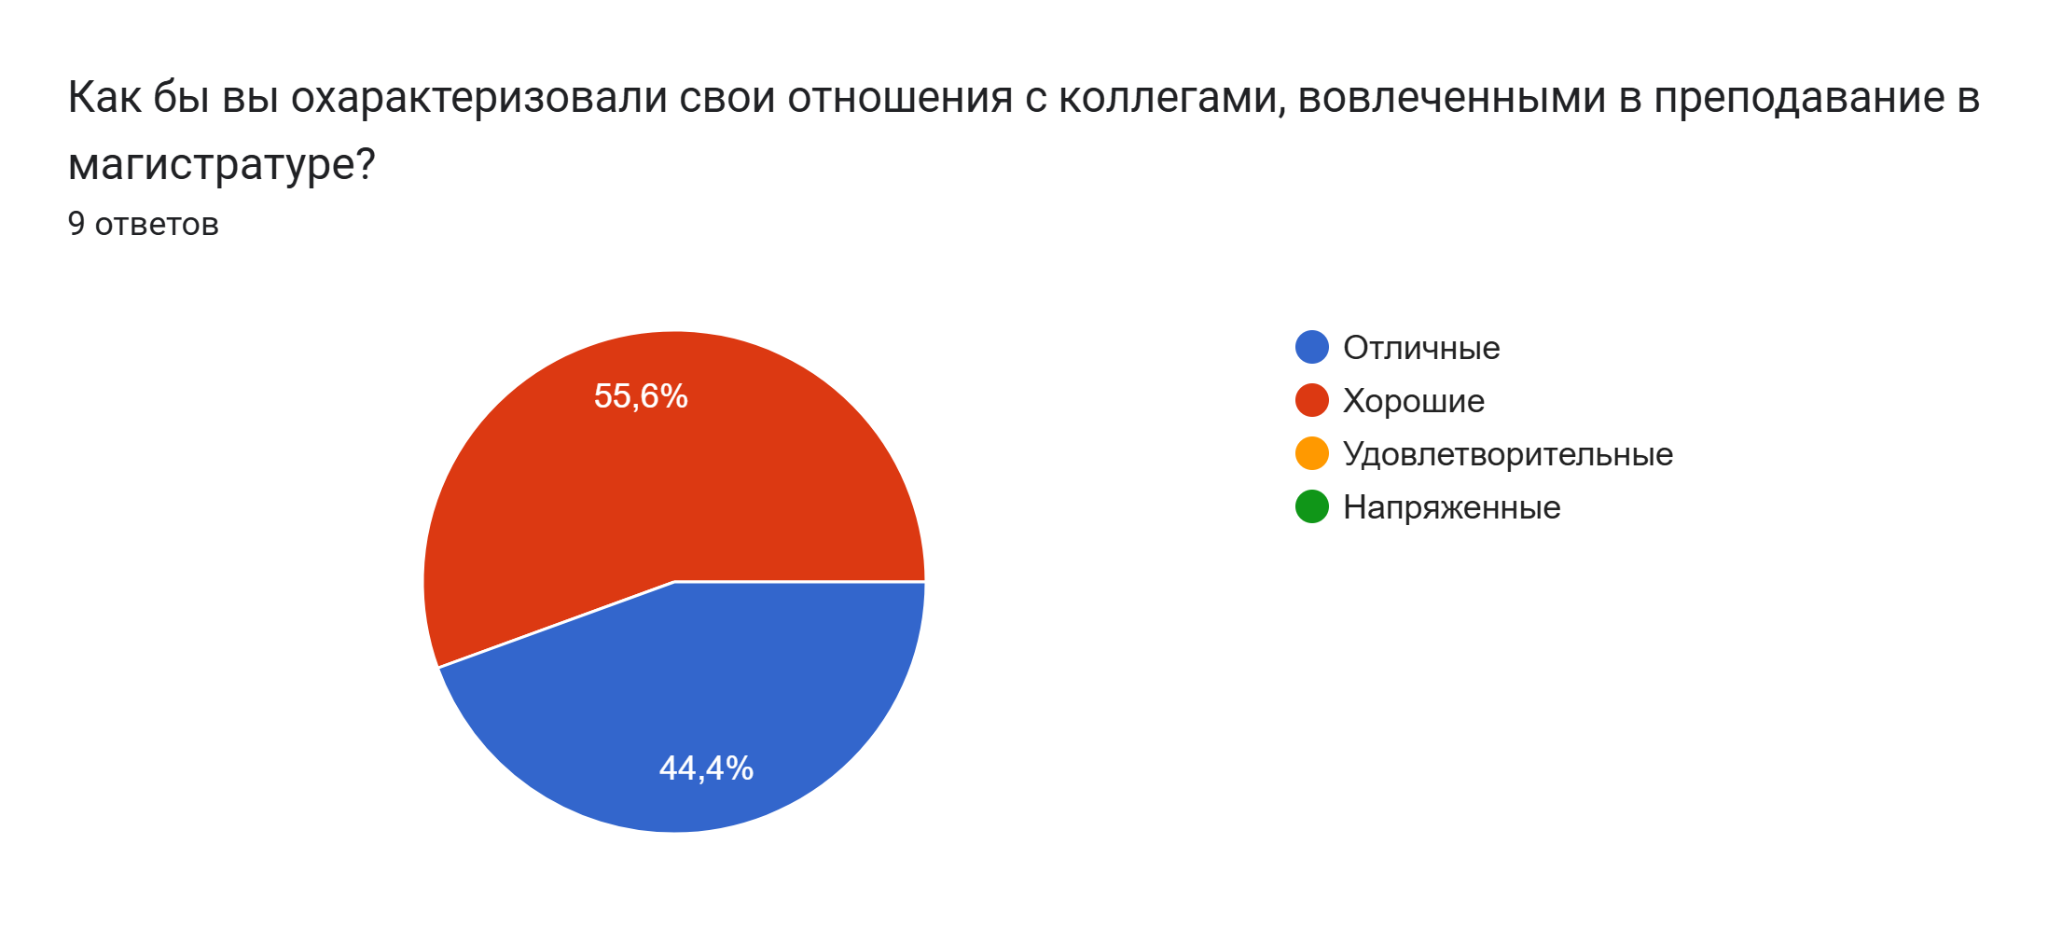 Как бы вы охарактеризовали свои отношения с коллегами, вовлеченными в преподавание в
магистратуре?
9 ответов
55,6%
44,4%
Отличные
Хорошие
Удовлетворительные
Напряженные